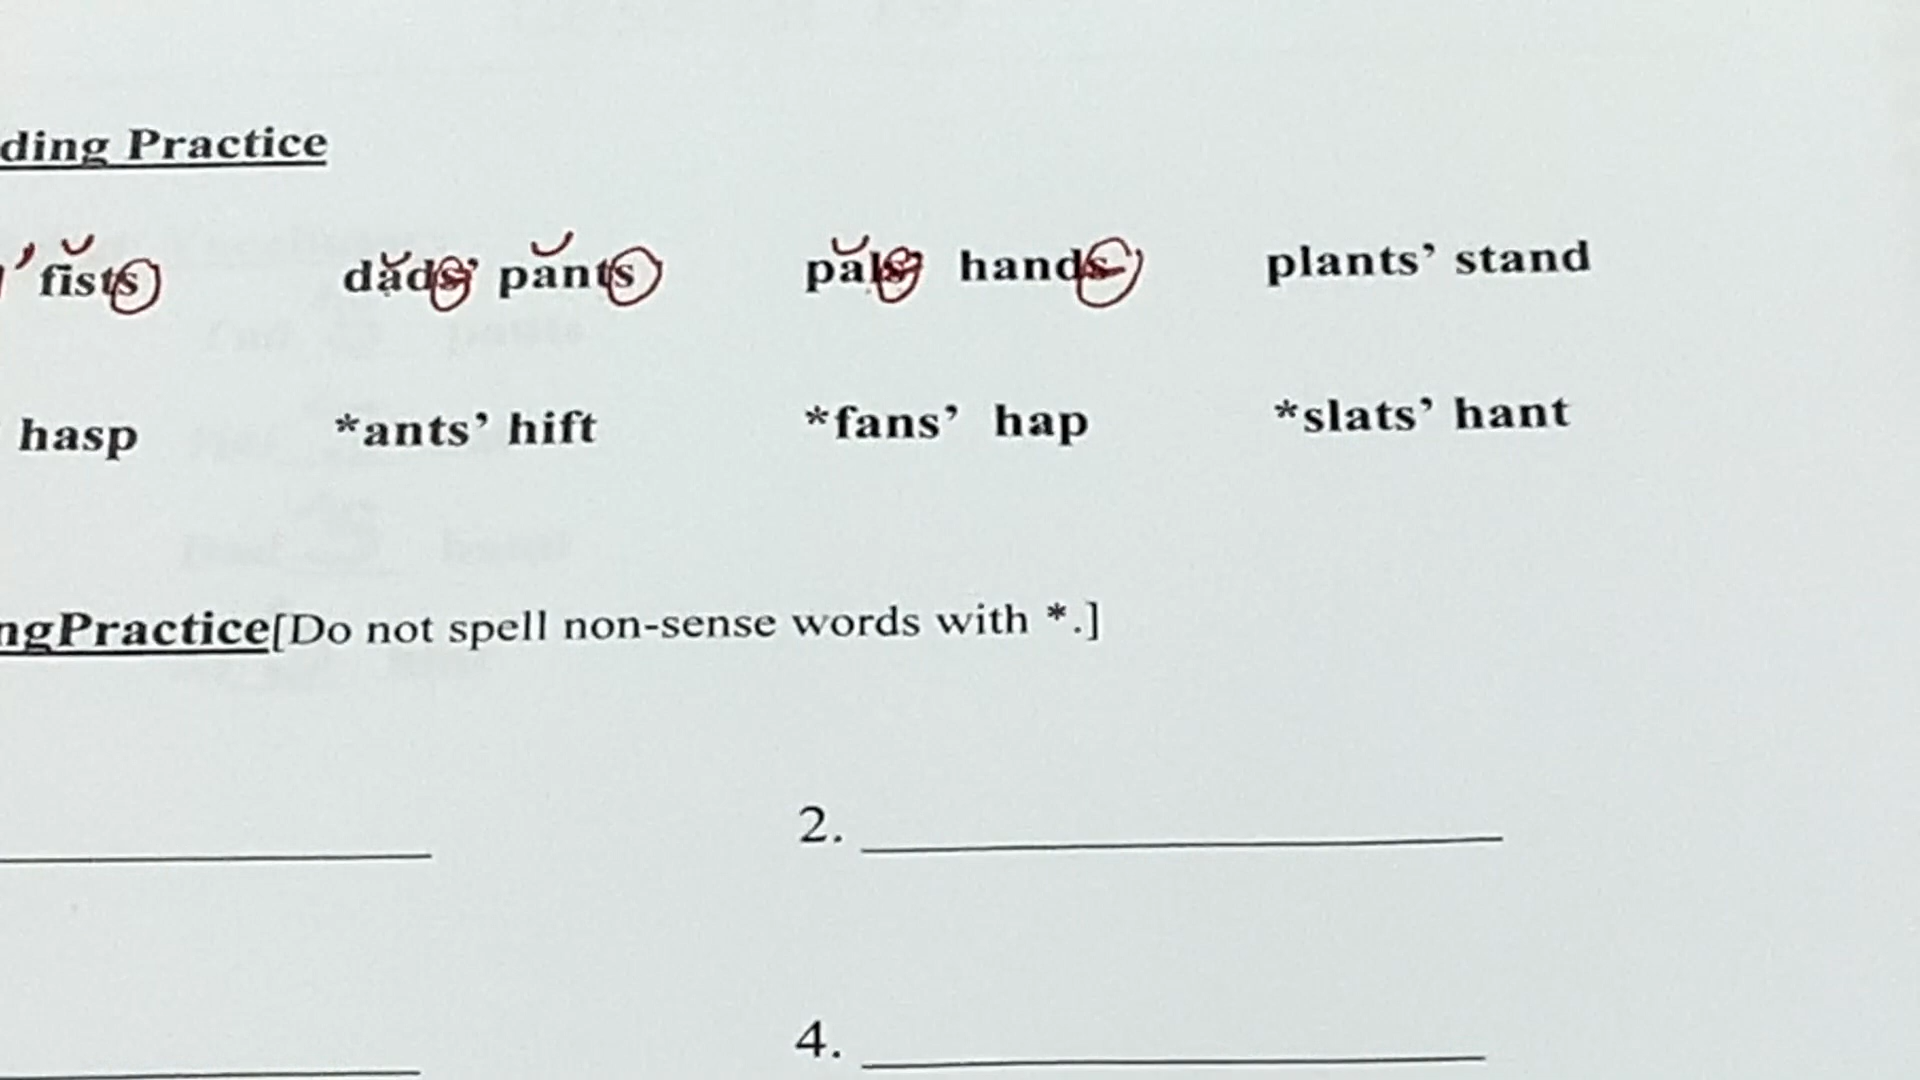 ding Practice
’ fists dads’ pants pals’ hands plants’ stand
hasp *ants’ hift *fans’ hap *slats’ hant
ngPractice[Do not spell non-sense words with *.]
2.
4.